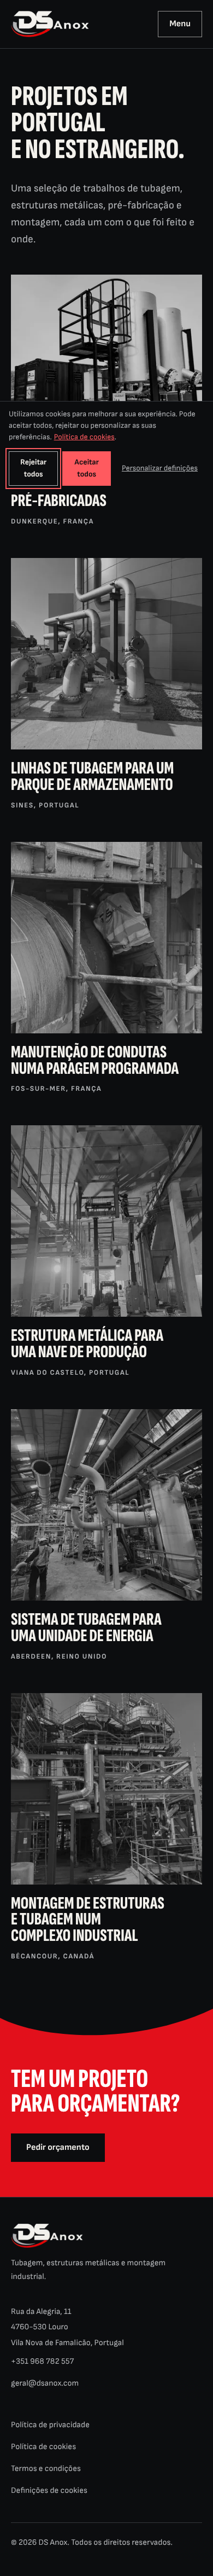 DS Anox
Menu
PROJETOS EM
PORTUGAL
E NO ESTRANGEIRO.
Uma seleção de trabalhos de tubagem,
estruturas metálicas, pré-fabricação e
montagem, cada um com o que foi feito e
onde.
Utilizamos cookies para melhorar a sua experiência. Pode
aceitar todos, rejeitar ou personalizar as suas
preferências. Política de cookies.
Rejeitar
todos
Aceitar
todos
Personalizar definições
PRÉ-FABRICADAS
DUNKERQUE, FRANÇA
LINHAS DE TUBAGEM PARA UM
PARQUE DE ARMAZENAMENTO
SINES, PORTUGAL
MANUTENÇÃO DE CONDUTAS
NUMA PARAGEM PROGRAMADA
FOS-SUR-MER, FRANÇA
ESTRUTURA METÁLICA PARA
UMA NAVE DE PRODUÇÃO
VIANA DO CASTELO, PORTUGAL
SISTEMA DE TUBAGEM PARA
UMA UNIDADE DE ENERGIA
ABERDEEN, REINO UNIDO
MONTAGEM DE ESTRUTURAS
E TUBAGEM NUM
COMPLEXO INDUSTRIAL
BÉCANCOUR, CANADÁ
TEM UM PROJETO
PARA ORÇAMENTAR?
Pedir orçamento
DS Anox
Tubagem, estruturas metálicas e montagem
industrial.
Rua da Alegria, 11
4760-530 Louro
Vila Nova de Famalicão, Portugal
+351 968 782 557
geral@dsanox.com
Política de privacidade
Política de cookies
Termos e condições
Definições de cookies
© 2026 DS Anox. Todos os direitos reservados.